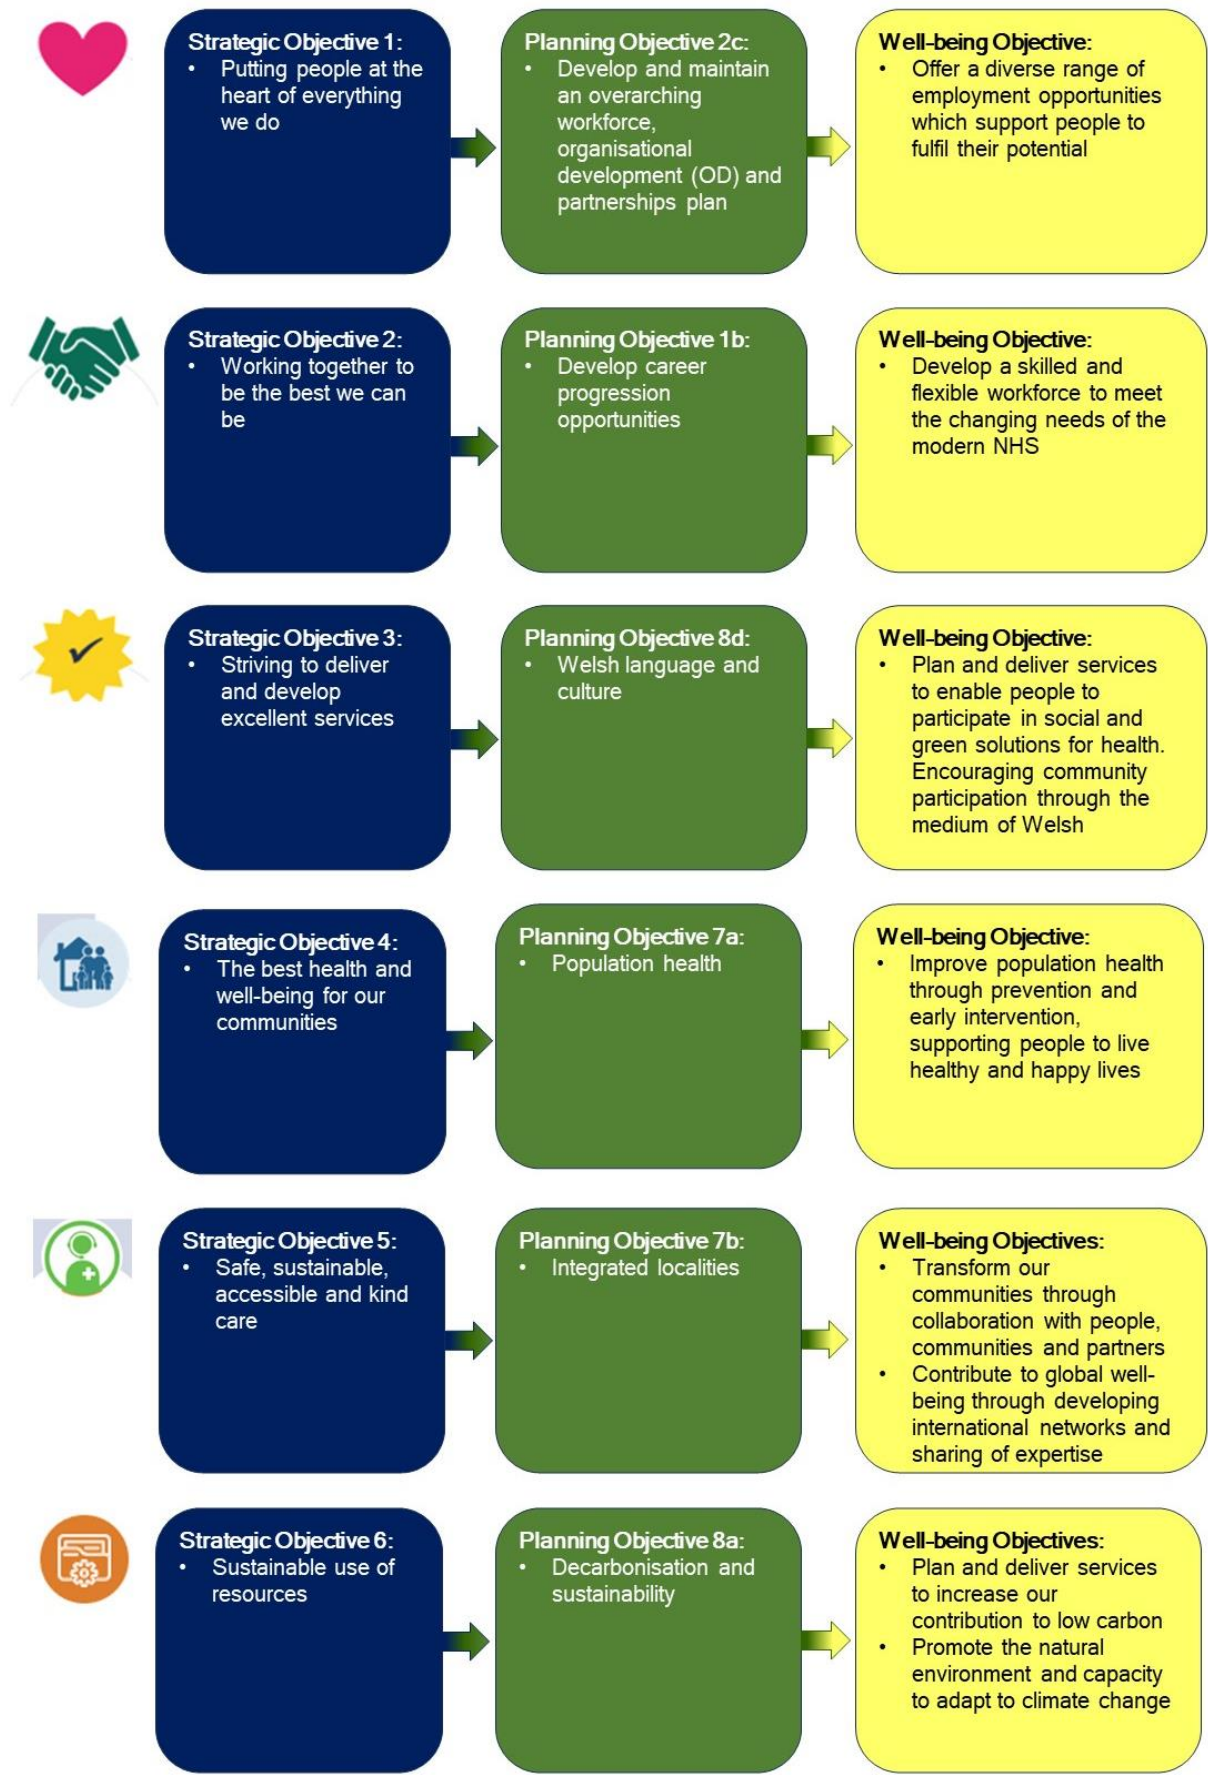 Strategic Objective 1:
• Putting people at the
heart of everything
we do
Planning Objective 2c:
• Develop and maintain
an overarching
workforce,
organisational
development (OD) and
partnerships plan
Well-being Objective:
• Offer a diverse range of
employment opportunities
which support people to
fulfil their potential
Strategic Objective 2:
• Working together to
be the best we can
be
Planning Objective 1b:
• Develop career
progression
opportunities
Well-being Objective:
• Develop a skilled and
flexible workforce to meet
the changing needs of the
modern NHS
Strategic Objective 3:
• Striving to deliver
and develop
excellent services
Planning Objective 8d:
• Welsh language and
culture
Well-being Objective:
• Plan and deliver services
to enable people to
participate in social and
green solutions for health.
Encouraging community
participation through the
medium of Welsh
Strategic Objective 4:
• The best health and
well-being for our
communities
Planning Objective 7a:
• Population health
Well-being Objective:
• Improve population health
through prevention and
early intervention,
supporting people to live
healthy and happy lives
Strategic Objective 5:
• Safe, sustainable,
accessible and kind
care
Planning Objective 7b:
• Integrated localities
Well-being Objectives:
• Transform our
communities through
collaboration with people,
communities and partners
• Contribute to global well-
being through developing
international networks and
sharing of expertise
Strategic Objective 6:
• Sustainable use of
resources
Planning Objective 8a:
• Decarbonisation and
sustainability
Well-being Objectives:
• Plan and deliver services
to increase our
contribution to low carbon
• Promote the natural
environment and capacity
to adapt to climate change